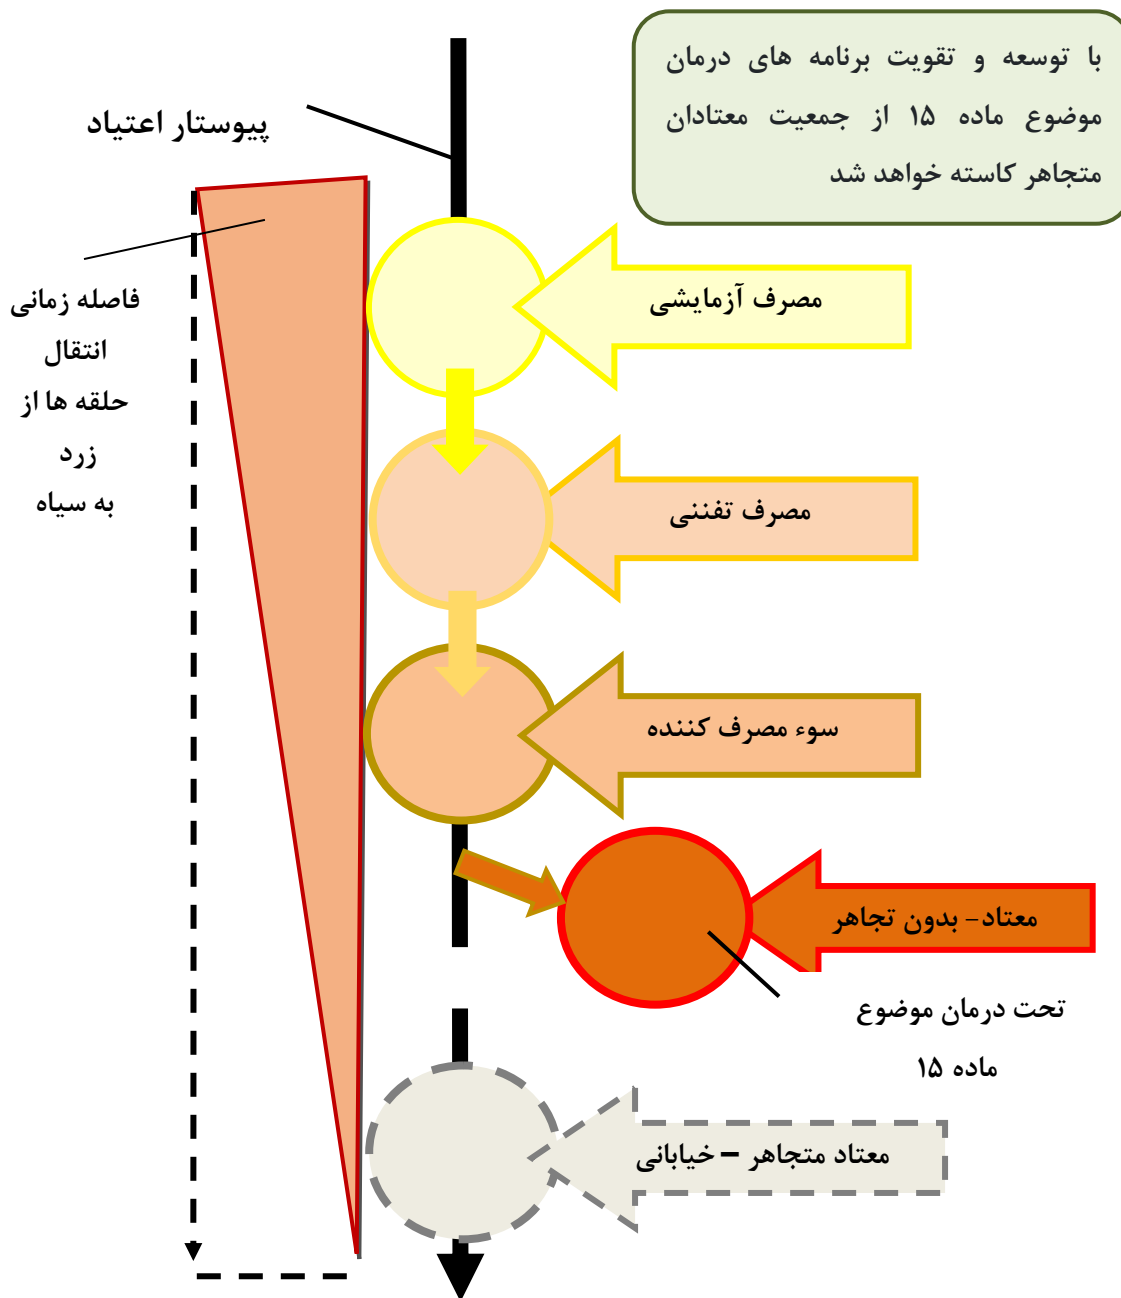 با توسعه و تقویت برنامه های درمان
موضوع ماده ۱۵ از جمعیت معتادان
متجاهر کاسته خواهد شد
پیوستار اعتیاد
مصرف آزمایشی
فاصله زمانی
انتقال
حلقه ها از
زرد
به سیاه
مصرف تفننی
سوء مصرف کننده
معتاد- بدون تجاهر
تحت درمان موضوع
ماده ۱۵
معتاد متجاهر – خیابانی